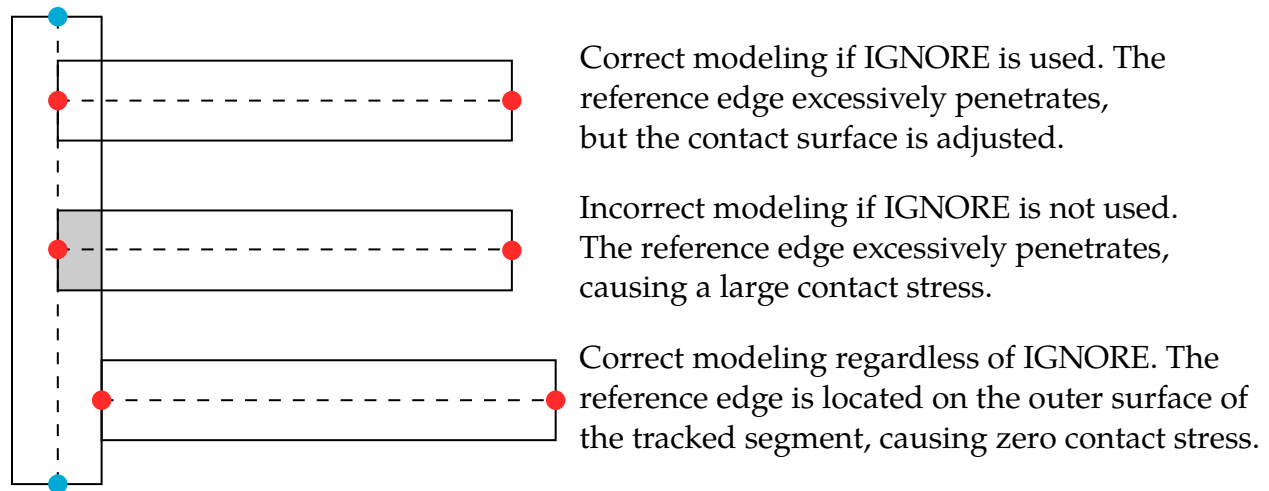 Correct modeling if IGNORE is used. The
reference edge excessively penetrates,
but the contact surface is adjusted.
Incorrect modeling if IGNORE is not used.
The reference edge excessively penetrates,
causing a large contact stress.
Correct modeling regardless of IGNORE. The
reference edge is located on the outer surface of
the tracked segment, causing zero contact stress.